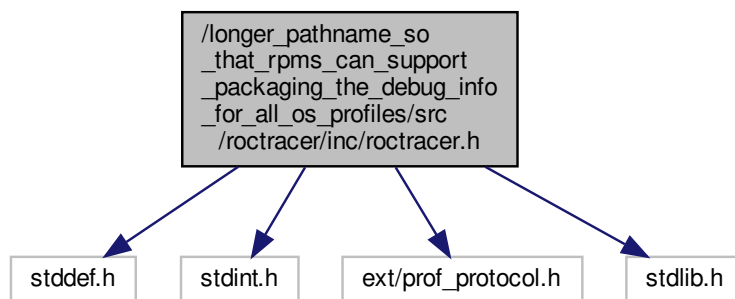 /longer_pathname_so
_that_rpms_can_support
_packaging_the_debug_info
_for_all_os_profiles/src
/roctracer/inc/roctracer.h
stddef.h
stdint.h
ext/prof_protocol.h
stdlib.h